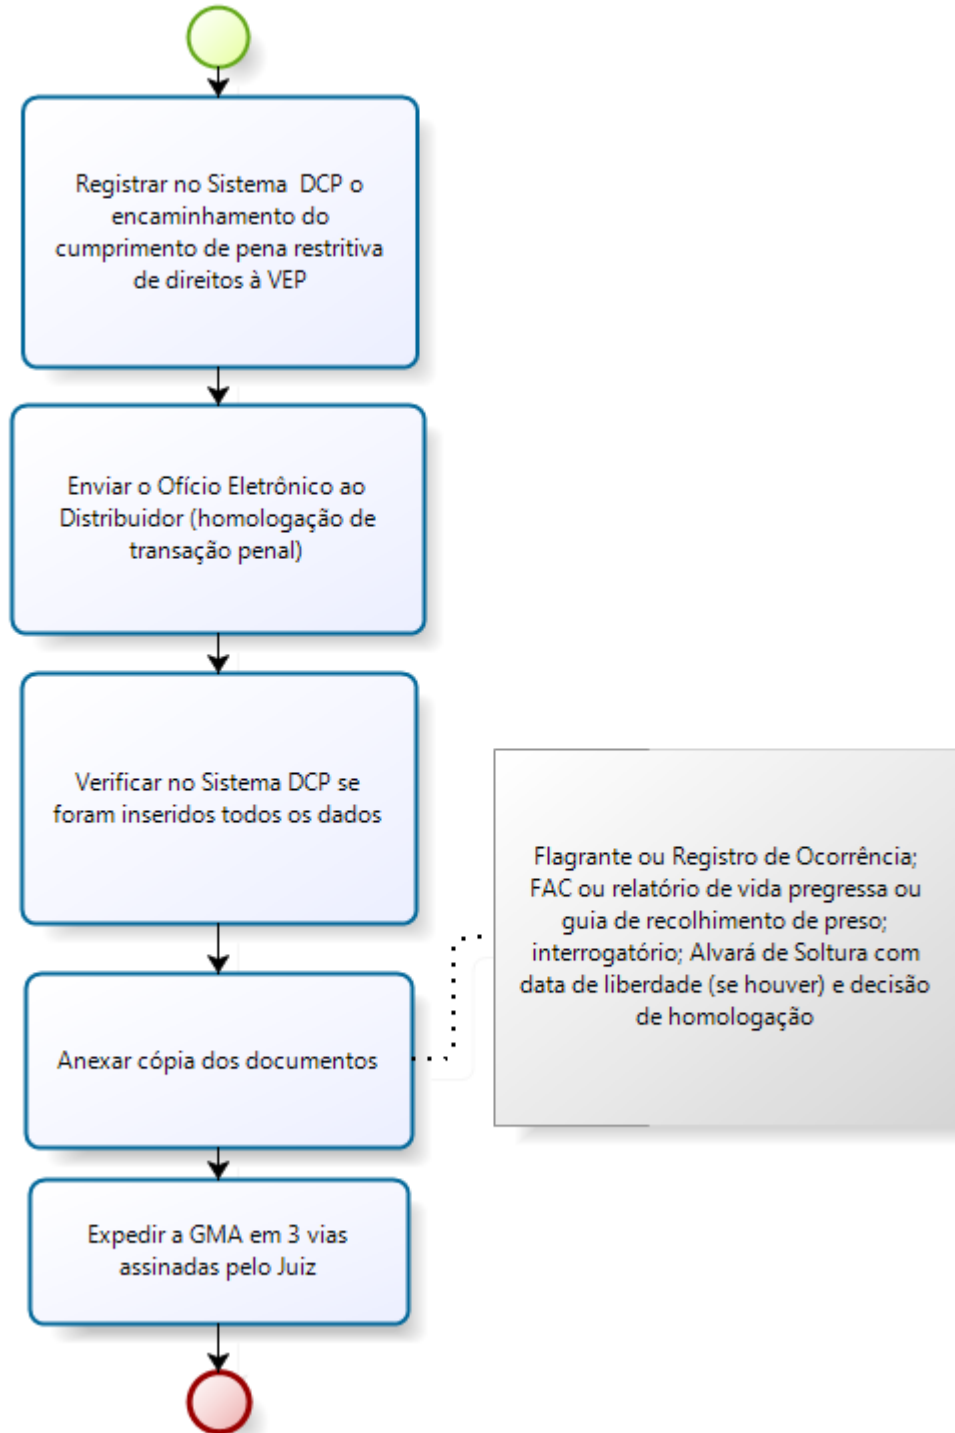 Registrar no Sistema  DCP o
encaminhamento do
cumprimento de pena restritiva
de direitos à VEP
Enviar o Ofício Eletrônico ao
Distribuidor (homologação de
transação penal)
Verificar no Sistema DCP se
foram inseridos todos os dados
Flagrante ou Registro de Ocorrência;
FAC ou relatório de vida pregressa ou
guia de recolhimento de preso;
interrogatório; Alvará de Soltura com
data de liberdade (se houver) e decisão
de homologação
Anexar cópia dos documentos
Expedir a GMA em 3 vias
assinadas pelo Juiz